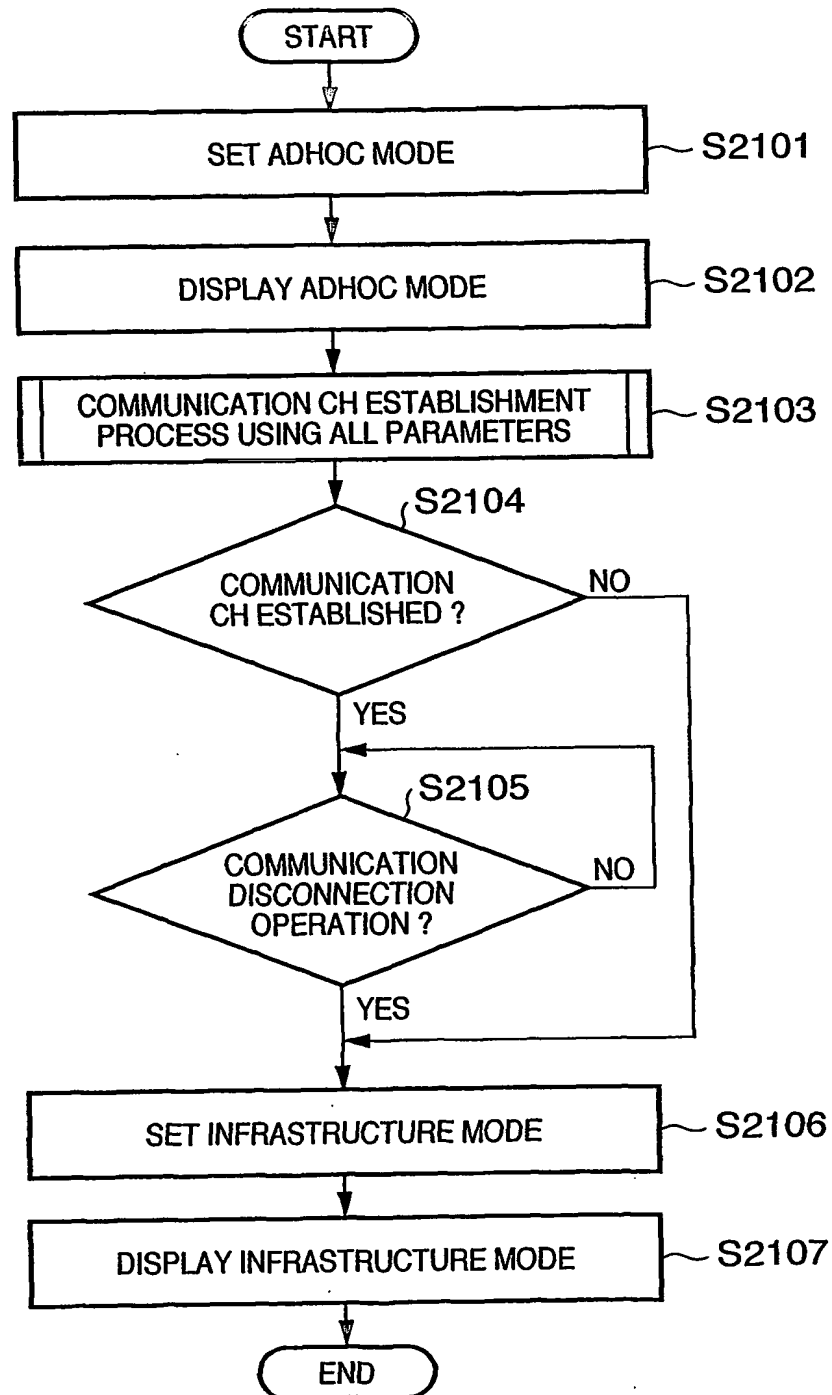 START
SET ADHOC MODE
S2101
DISPLAY ADHOC MODE
S2102
COMMUNICATION CH ESTABLISHMENT
PROCESS USING ALL PARAMETERS
S2103
S2104
COMMUNICATION
CH ESTABLISHED ?
NO
YES
S2105
COMMUNICATION
DISCONNECTION
OPERATION ?
NO
YES
SET INFRASTRUCTURE MODE
S2106
DISPLAY INFRASTRUCTURE MODE
S2107
END